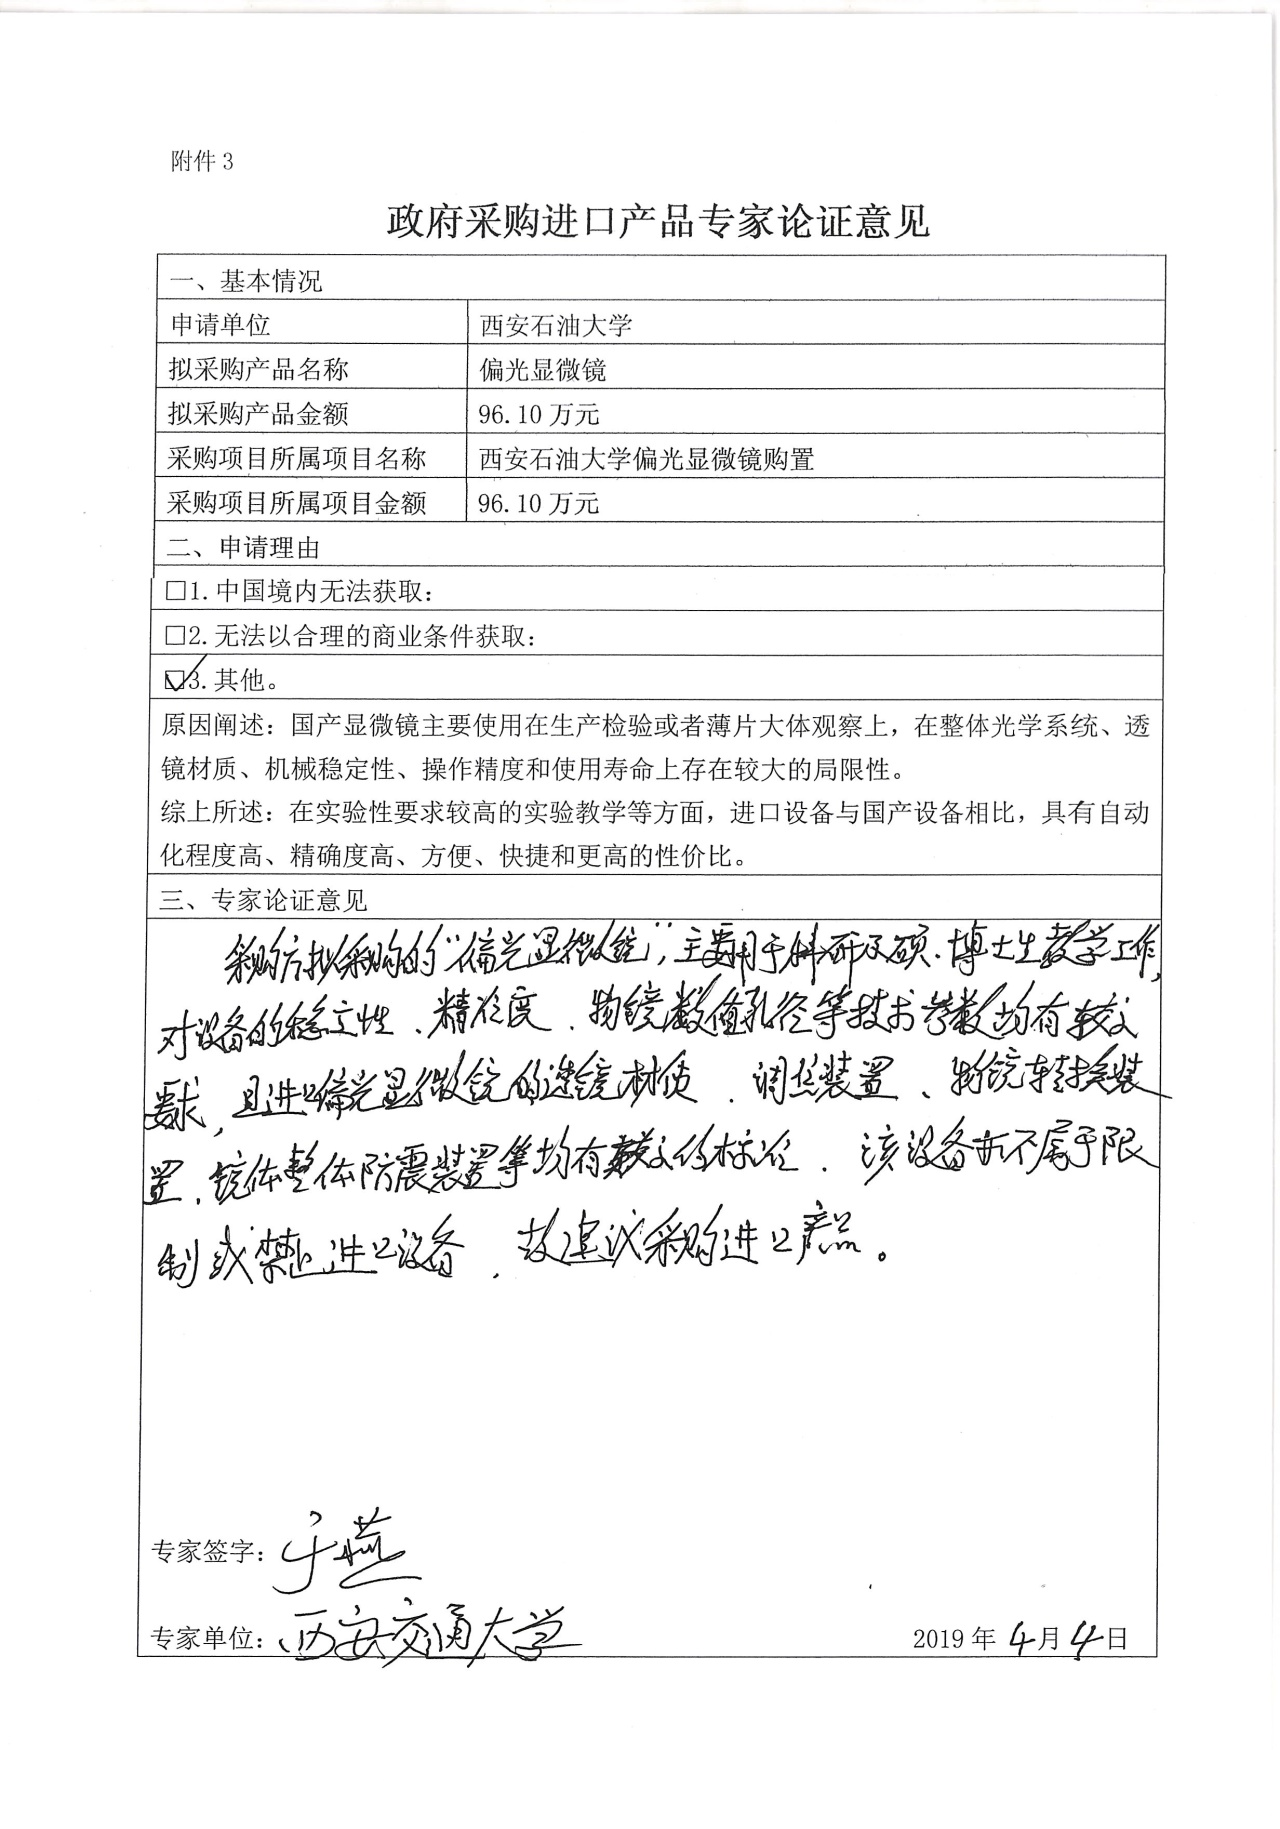 附件 3
政府采购进口产品专家论证意见
一、基本情况
申请单位 西安石油大学
拟采购产品名称 偏光显微镜
拟采购产品金额 96.10 万元
采购项目所属项目名称 西安石油大学偏光显微镜购置
采购项目所属项目金额 96.10 万元
二、申请理由
□1.中国境内无法获取：
□2.无法以合理的商业条件获取：
☑3.其他。
原因阐述：国产显微镜主要使用在生产检验或者薄片大体观察上，在整体光学系统、透
镜材质、机械稳定性、操作精度和使用寿命上存在较大的局限性。
综上所述：在实验性要求较高的实验教学等方面，进口设备与国产设备相比，具有自动
化程度高、精确度高、方便、快捷和更高的性价比。
三、专家论证意见
采购方拟采购的“偏光显微镜”，主要用于科研及硕、博士生教学工作，
对设备的稳定性、精准度、物镜数值孔径等技术参数均有较高
要求，且进口偏光显微镜的透镜材质、调焦装置、物镜转换装
置、镜体整体防震装置等均有较高的标准、该设备亦不属于限
制或禁止进口设备，故建议采购进口产品。
专家签字：于燕
专家单位：西安交通大学 2019 年 4 月 4 日